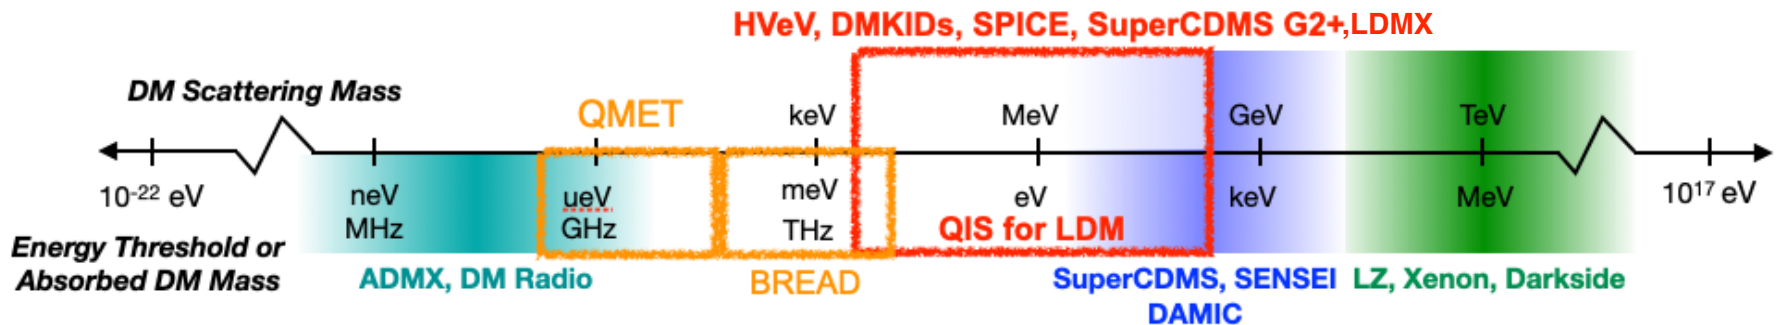 HVeV, DMKIDs, SPICE, SuperCDMS G2+,LDMX
DM Scattering Mass
QMET
keV
MeV
GeV
TeV
10-22 eV
neV
MHz
ueV
GHz
meV
THz
eV
keV
MeV
10^17 eV
QIS for LDM
Energy Threshold or
Absorbed DM Mass
ADMX, DM Radio
BREAD
SuperCDMS, SENSEI
DAMIC
LZ, Xenon, Darkside